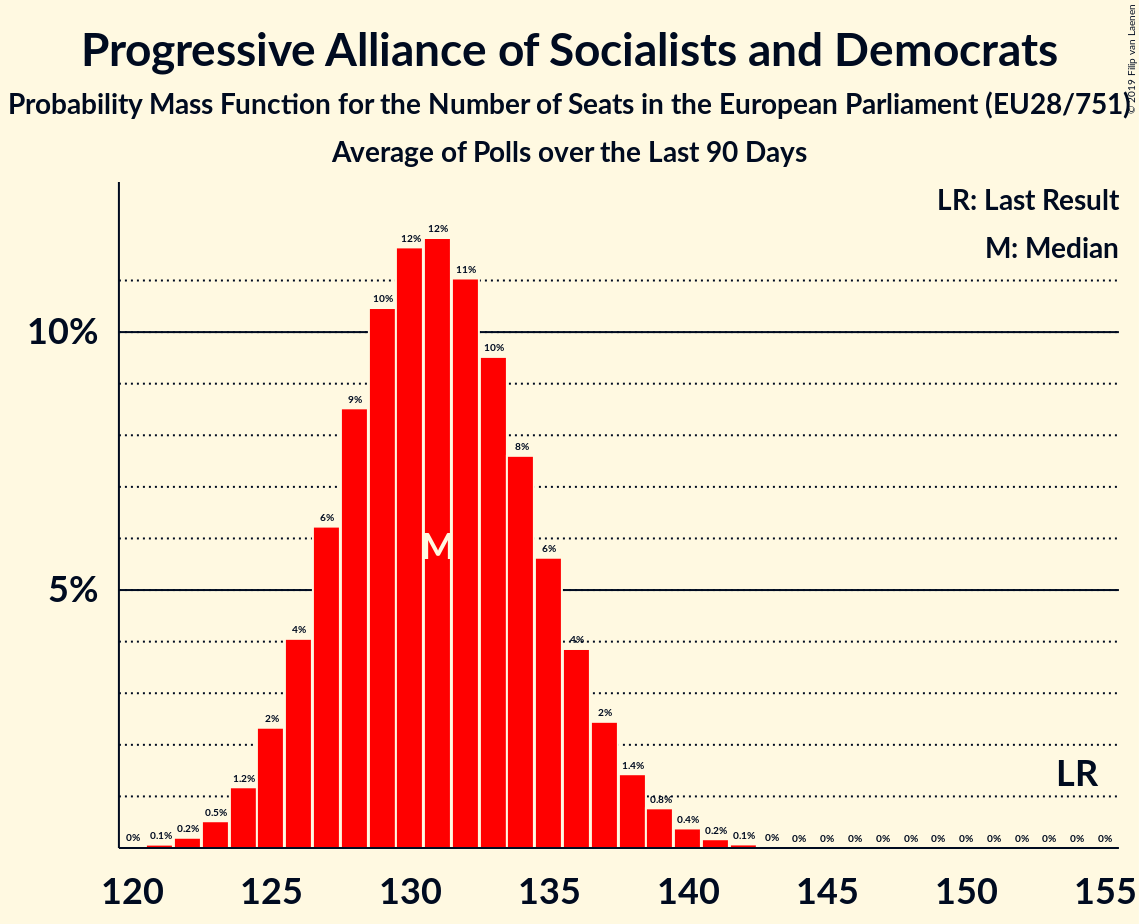 Progressive Alliance of Socialists and Democrats
Probability Mass Function for the Number of Seats in the European Parliament (EU28/751)
Average of Polls over the Last 90 Days
© 2019 Filip van Laenen
LR: Last Result
M: Median
10%
5%
0% 0.1% 0.2% 0.5% 1.2% 2% 4% 6% 9% 10% 12% 12% 11% 10% 8% 6% 4% 2% 1.4% 0.8% 0.4% 0.2% 0.1% 0% 0% 0% 0% 0% 0% 0% 0% 0% 0% 0% 0% 0%
M
LR
120 125 130 135 140 145 150 155